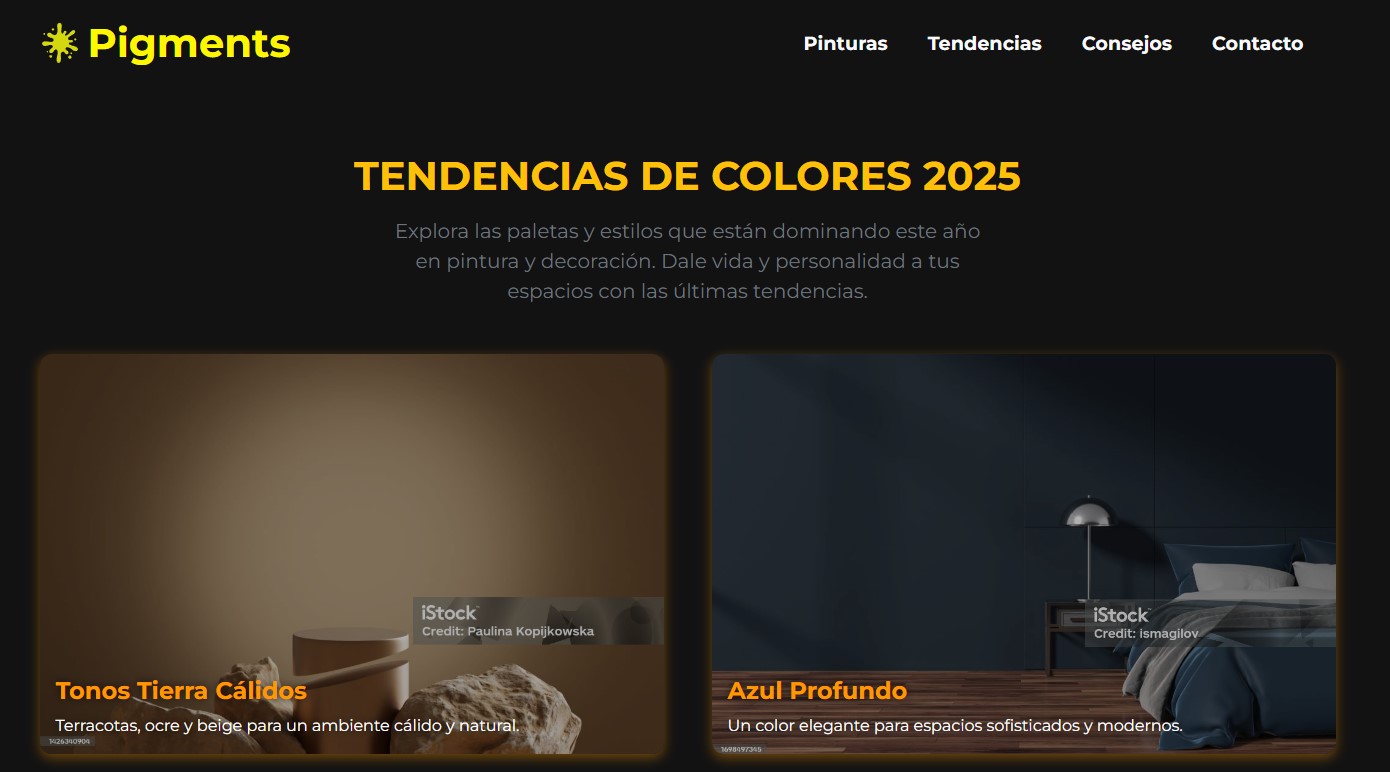 Pigments
Pinturas Tendencias Consejos Contacto
TENDENCIAS DE COLORES 2025
Explora las paletas y estilos que están dominando este año
en pintura y decoración. Dale vida y personalidad a tus
espacios con las últimas tendencias.
iStock
Credit: Paulina Kopijkowska
Tonos Tierra Cálidos
Terracotas, ocre y beige para un ambiente cálido y natural.
1426340904
iStock
Credit: ismagilov
Azul Profundo
Un color elegante para espacios sofisticados y modernos.
1698497345